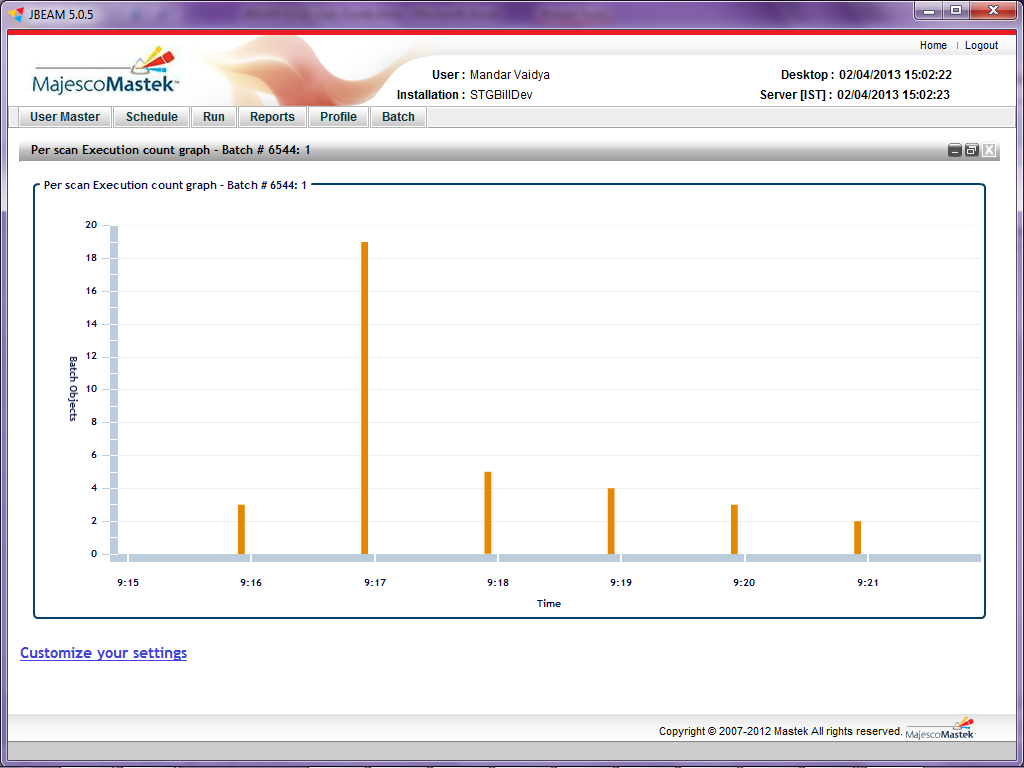 JBEAM 5.0.5
Home | Logout
MajescoMastek
User : Mandar Vaidya
Desktop : 02/04/2013 15:02:22
Installation : STGBillDev
Server [IST] : 02/04/2013 15:02:23
User Master Schedule Run Reports Profile Batch
Per scan Execution count graph - Batch # 6544: 1
Per scan Execution count graph - Batch # 6544: 1
20
18
16
14
12
10
8
6
4
2
0
Batch Objects
9:15 9:16 9:17 9:18 9:19 9:20 9:21
Time
Customize your settings
Copyright © 2007-2012 Mastek All rights reserved. MajescoMastek